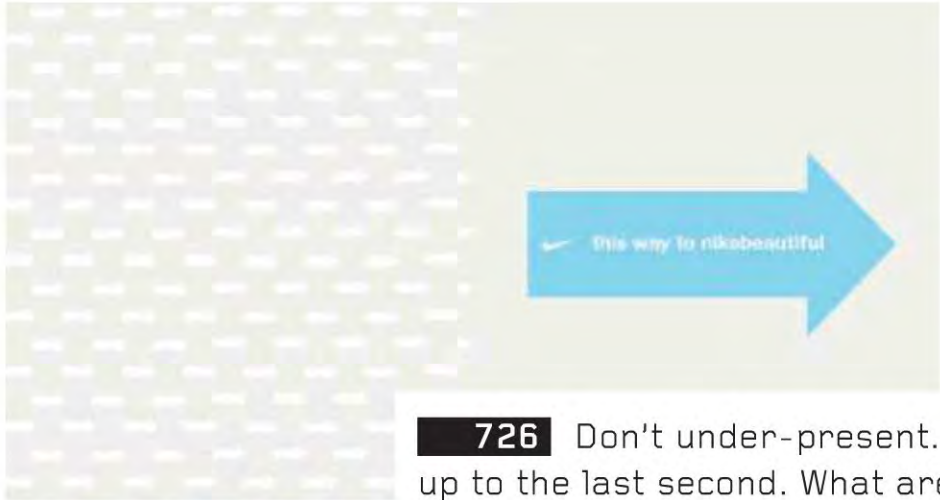 this way to nikebeautiful
726 Don't under-present.
up to the last second. What are